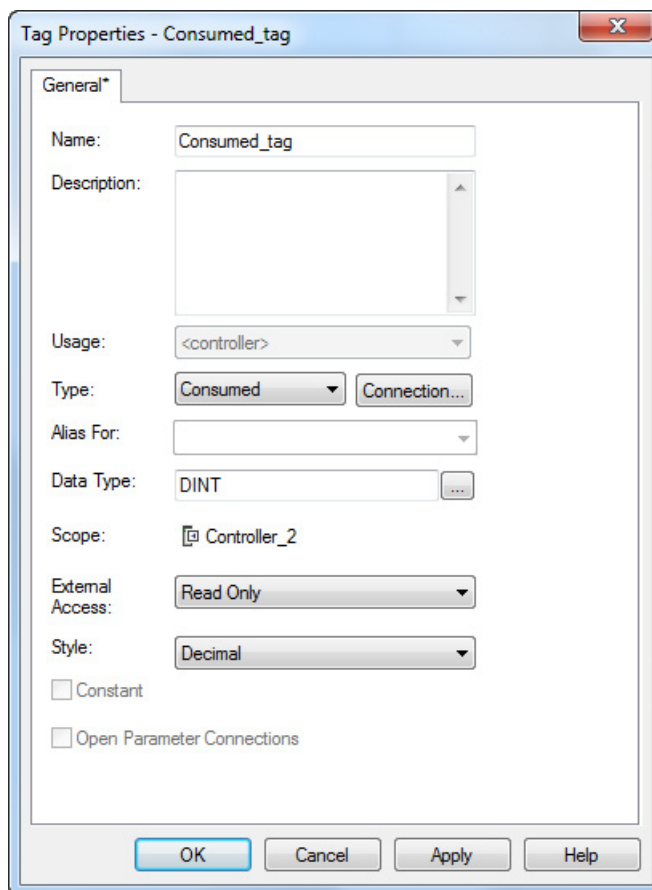 Tag Properties - Consumed_tag
General*
Name: Consumed_tag
Description:
Usage: <controller>
Type: Consumed Connection...
Alias For:
Data Type: DINT ...
Scope: Controller_2
External
Access: Read Only
Style: Decimal
Constant
Open Parameter Connections
OK Cancel Apply Help